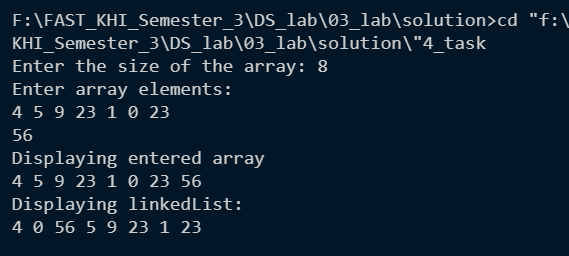 F:\FAST_KHI_Semester_3\DS_lab\03_lab\solution>cd "f:\
KHI_Semester_3\DS_lab\03_lab\solution\"4_task
Enter the size of the array: 8
Enter array elements:
4 5 9 23 1 0 23
56
Displaying entered array
4 5 9 23 1 0 23 56
Displaying linkedList:
4 0 56 5 9 23 1 23